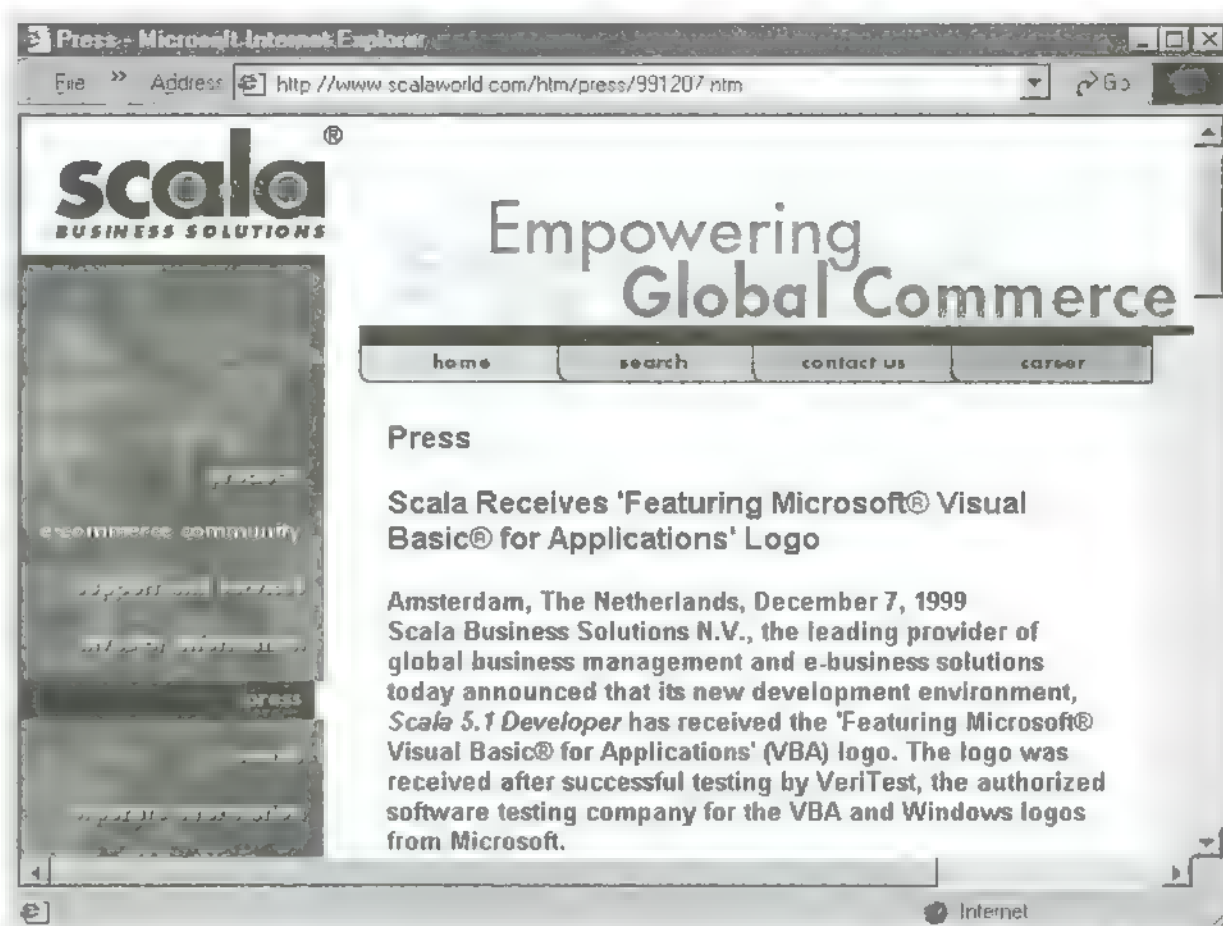 Press - Microsoft Internet Explorer
File » Address http //www scalaworld com/htm/press/991207 htm Go
scala®
BUSINESS SOLUTIONS
Empowering
Global Commerce
home search contact us career
e-commerce community
press
Press
Scala Receives 'Featuring Microsoft® Visual
Basic® for Applications' Logo
Amsterdam, The Netherlands, December 7, 1999
Scala Business Solutions N.V., the leading provider of
global business management and e-business solutions
today announced that its new development environment,
Scala 5.1 Developer has received the 'Featuring Microsoft®
Visual Basic® for Applications' (VBA) logo. The logo was
received after successful testing by VeriTest, the authorized
software testing company for the VBA and Windows logos
from Microsoft.
Internet